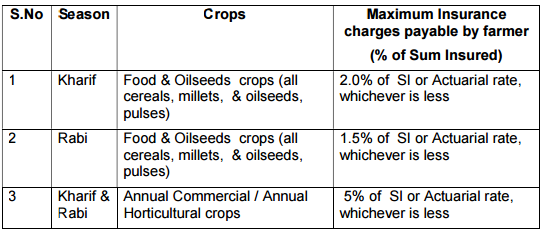 S.No Season Crops Maximum Insurance
charges payable by farmer
(% of Sum Insured)
1 Kharif Food & Oilseeds crops (all 2.0% of SI or Actuarial rate,
cereals, millets, & oilseeds, whichever is less
pulses)
2 Rabi Food & Oilseeds crops (all 1.5% of SI or Actuarial rate,
cereals, millets, & oilseeds, whichever is less
pulses)
3 Kharif & Annual Commercial / Annual 5% of SI or Actuarial rate,
Rabi Horticultural crops whichever is less